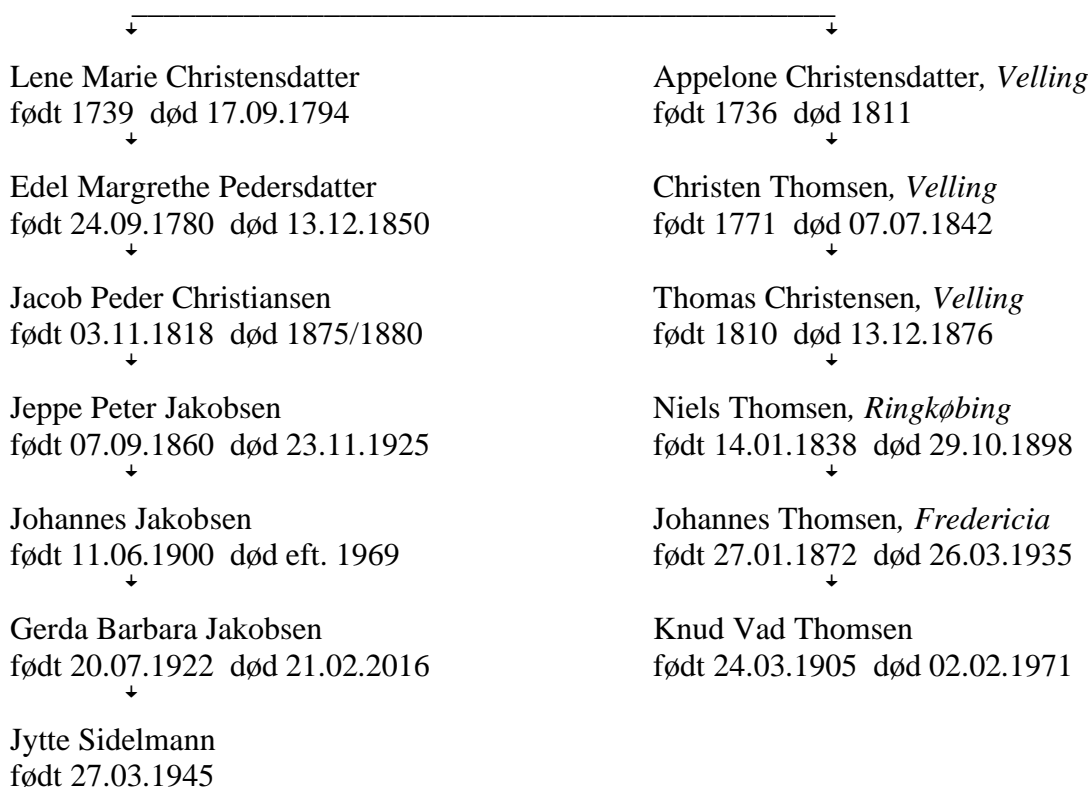 Lene Marie Christensdatter
født 1739 død 17.09.1794
Edel Margrethe Pedersdatter
født 24.09.1780 død 13.12.1850
Jacob Peder Christiansen
født 03.11.1818 død 1875/1880
Jeppe Peter Jakobsen
født 07.09.1860 død 23.11.1925
Johannes Jakobsen
født 11.06.1900 død eft. 1969
Gerda Barbara Jakobsen
født 20.07.1922 død 21.02.2016
Jytte Sidelmann
født 27.03.1945
Appelone Christensdatter, Velling
født 1736 død 1811
Christen Thomsen, Velling
født 1771 død 07.07.1842
Thomas Christensen, Velling
født 1810 død 13.12.1876
Niels Thomsen, Ringkøbing
født 14.01.1838 død 29.10.1898
Johannes Thomsen, Fredericia
født 27.01.1872 død 26.03.1935
Knud Vad Thomsen
født 24.03.1905 død 02.02.1971